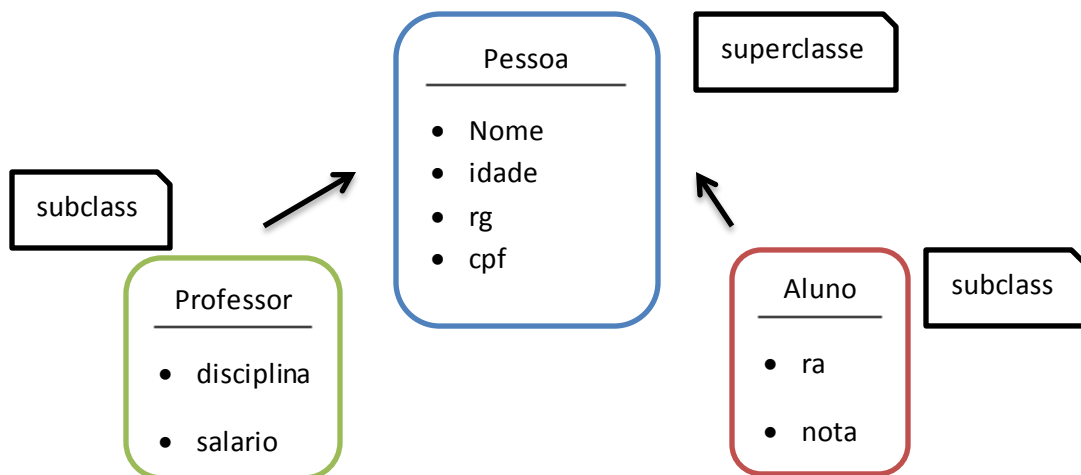 Pessoa
superclasse
• Nome
• idade
• rg
• cpf
subclass
Professor
• disciplina
• salario
Aluno
• ra
• nota
subclass